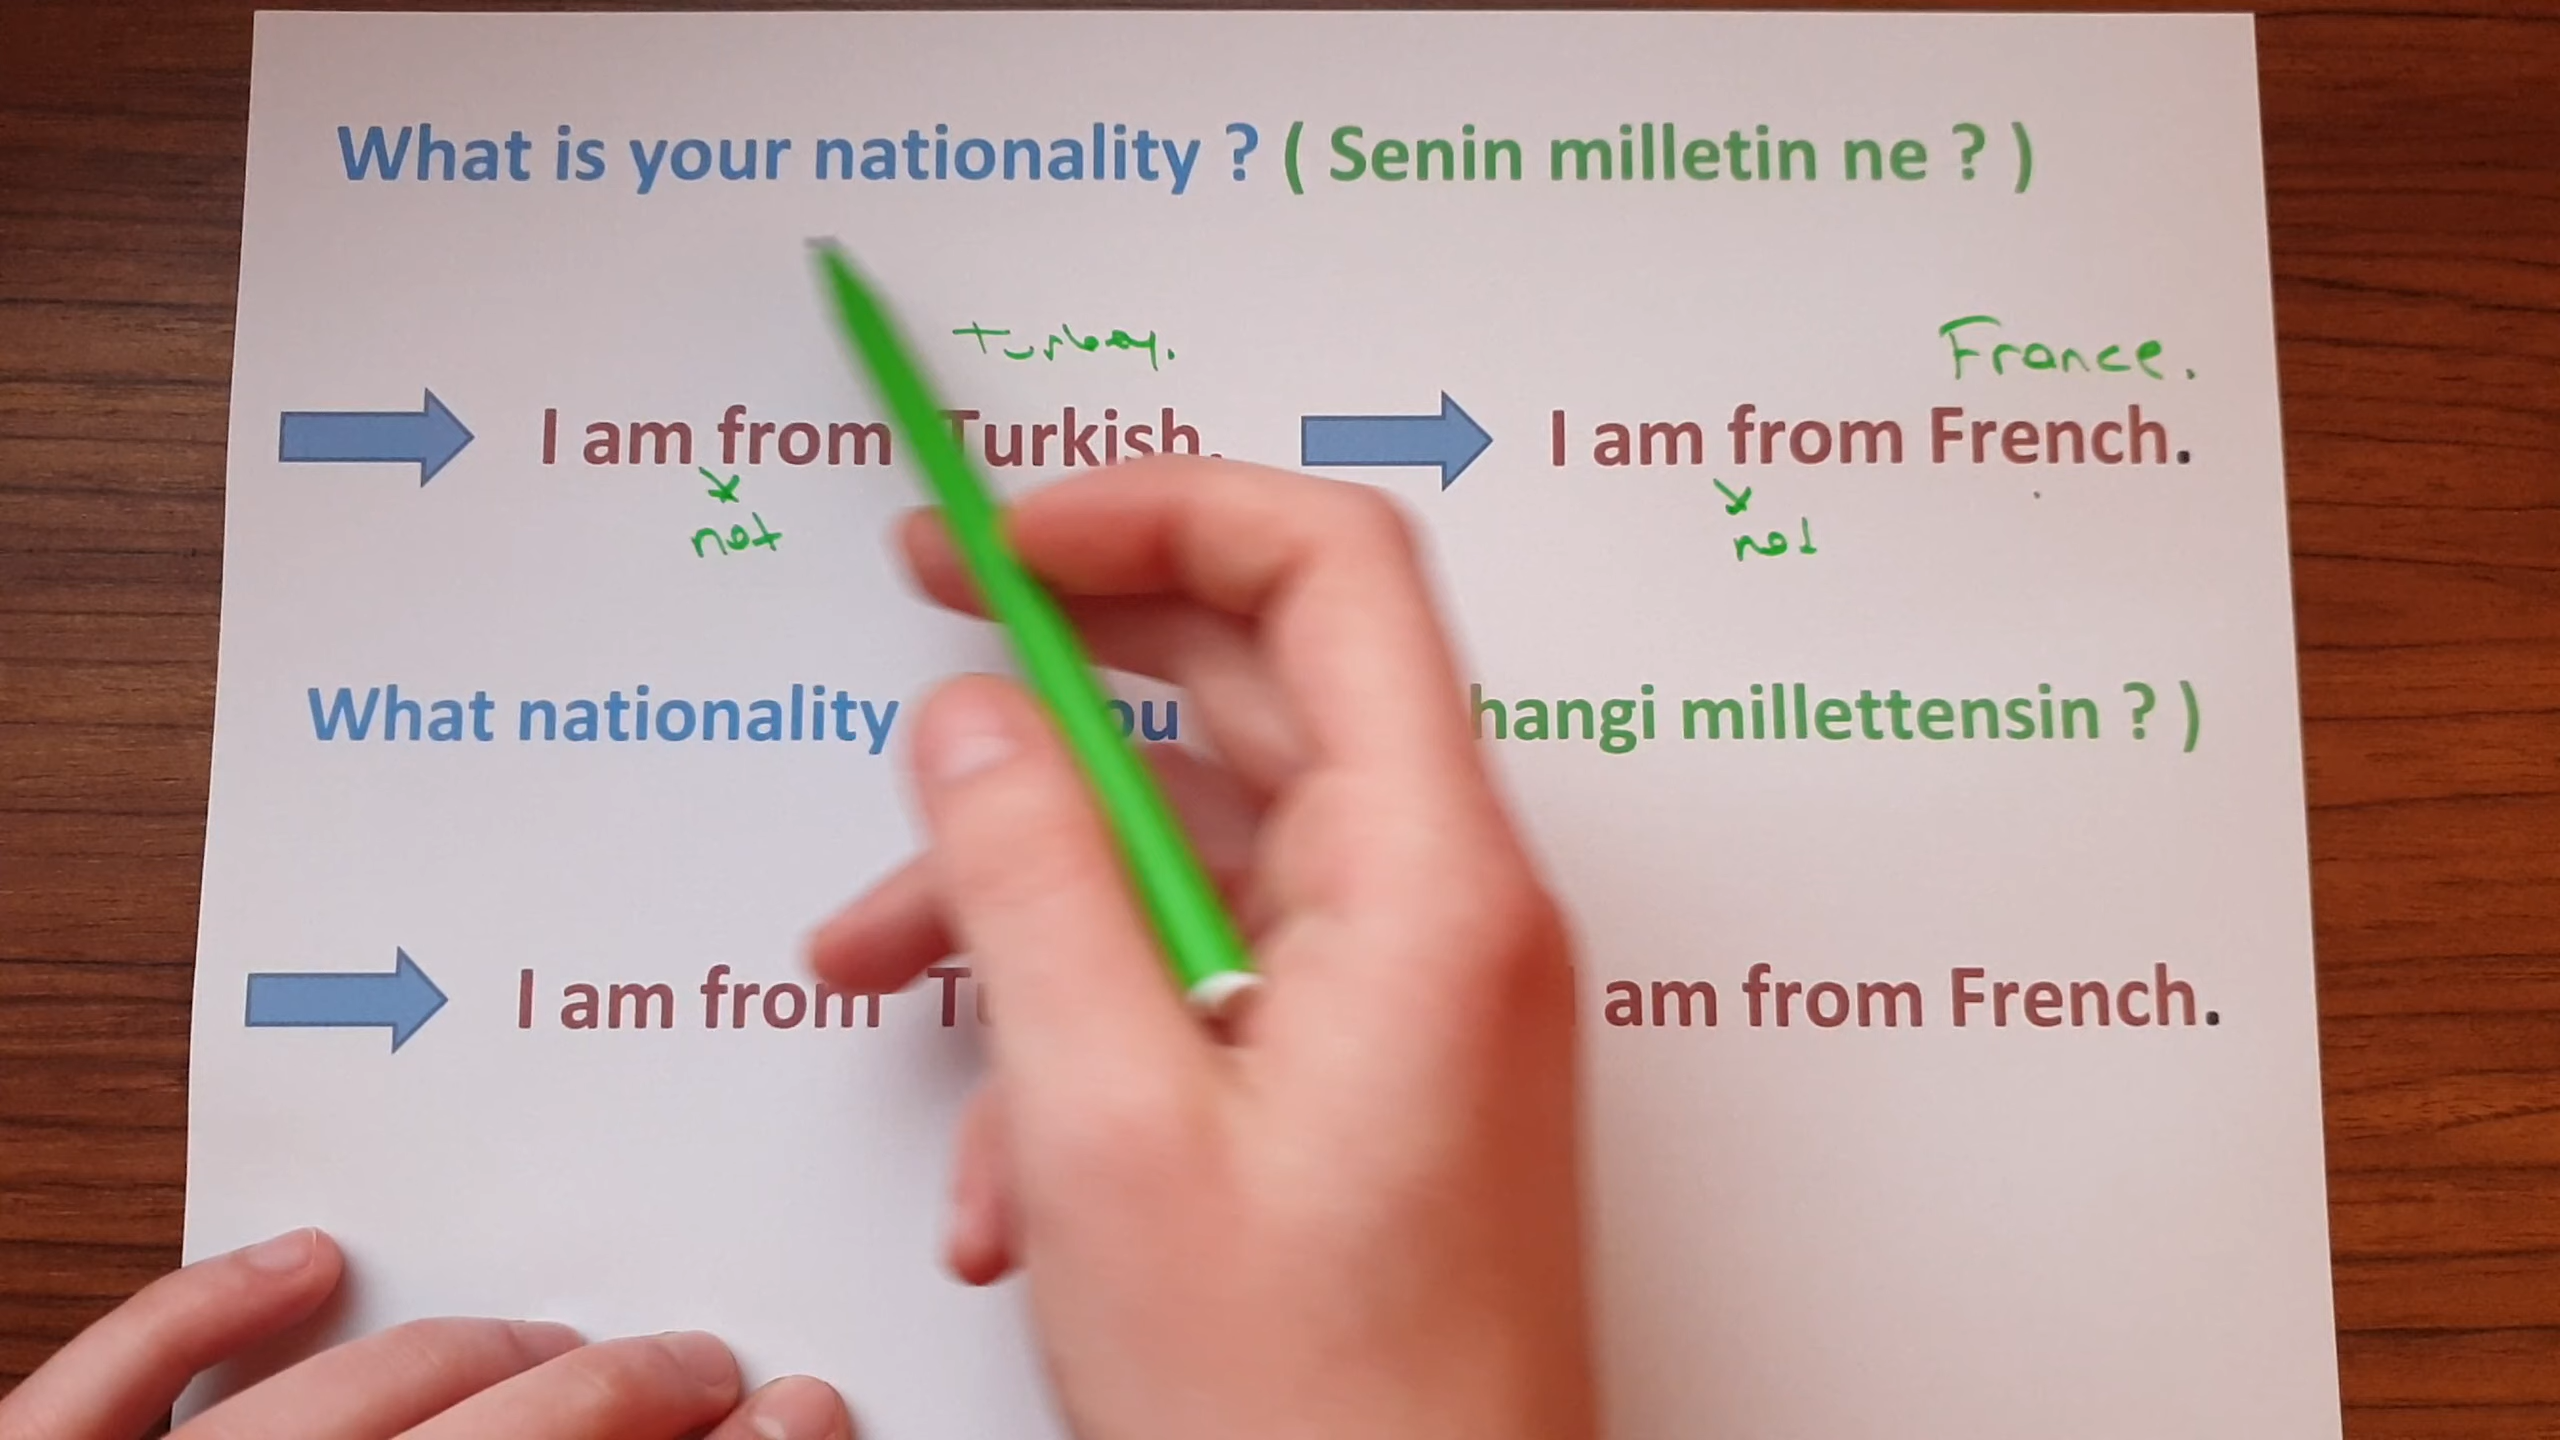 What is your nationality ? ( Senin milletin ne ? )
Turkey. France.
I am from Turkish. I am from French.
not not
What nationality you hangi millettensin ? )
I am from am from French.